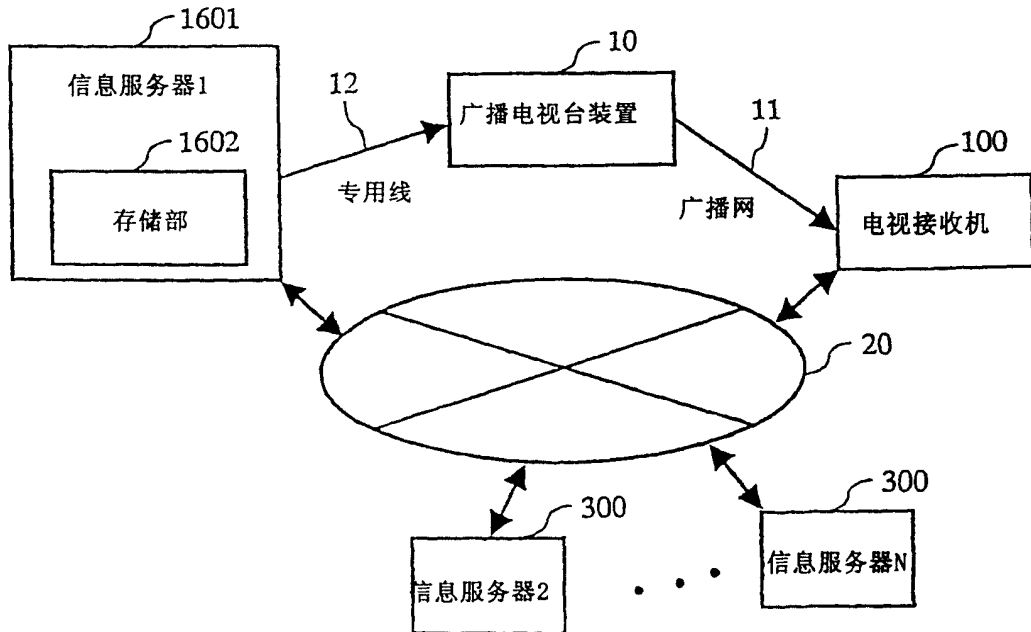 1601
信息服务器1
1602
存储部
12
专用线
10
广播电视台装置
11
广播网
100
电视接收机
20
300
信息服务器2
300
信息服务器N